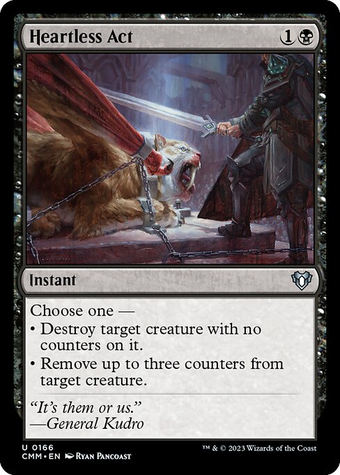 Heartless Act 1
Instant
Choose one —
• Destroy target creature with no
counters on it.
• Remove up to three counters from
target creature.
“It’s them or us.”
—General Kudro
U 0166
CMM • EN Ryan Pancoast
™ & © 2023 Wizards of the Coast